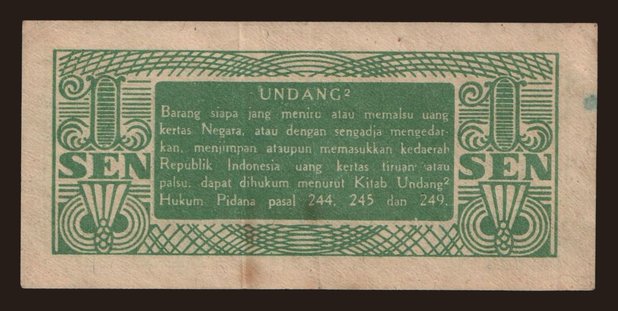 UNDANG²
Barang siapa jang meniru atau memalsu uang
kertas Negara, atau dengan sengadja mengedar-
kan, menjimpan ataupun memasukkan kedaerah
Republik Indonesia uang kertas tiruan atau
palsu, dapat dihukum menurut Kitab Undang²
Hukum Pidana pasal 244, 245 dan 249.
1 SEN
1 SEN